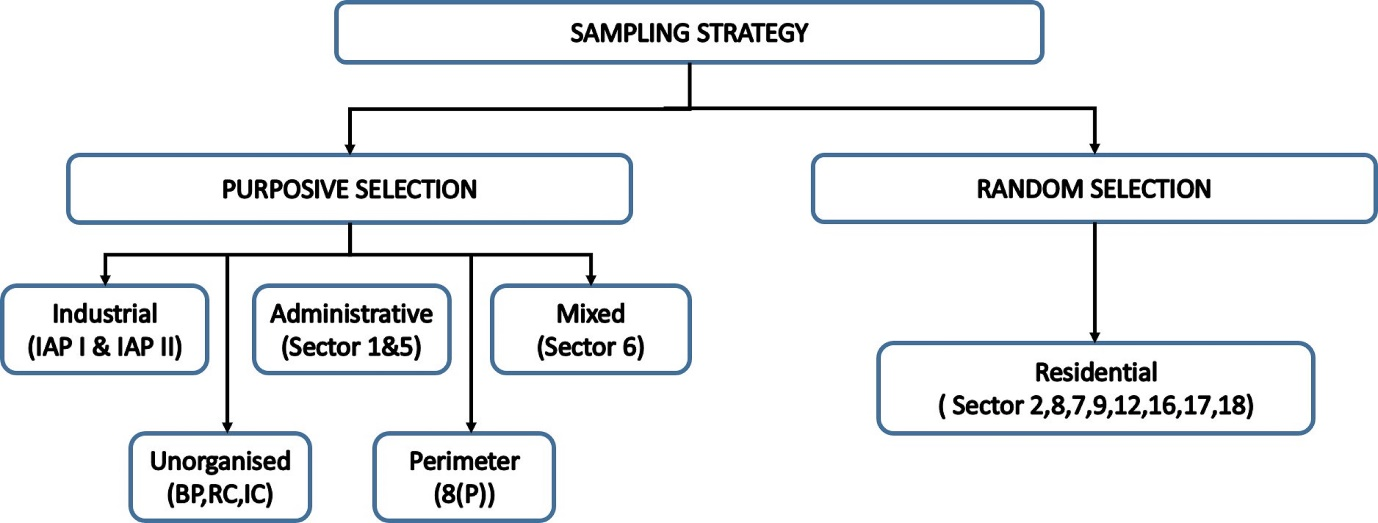 SAMPLING STRATEGY
PURPOSIVE SELECTION
RANDOM SELECTION
Industrial
(IAP I & IAP II)
Administrative
(Sector 1&5)
Mixed
(Sector 6)
Residential
( Sector 2,8,7,9,12,16,17,18)
Unorganised
(BP,RC,IC)
Perimeter
(8(P))